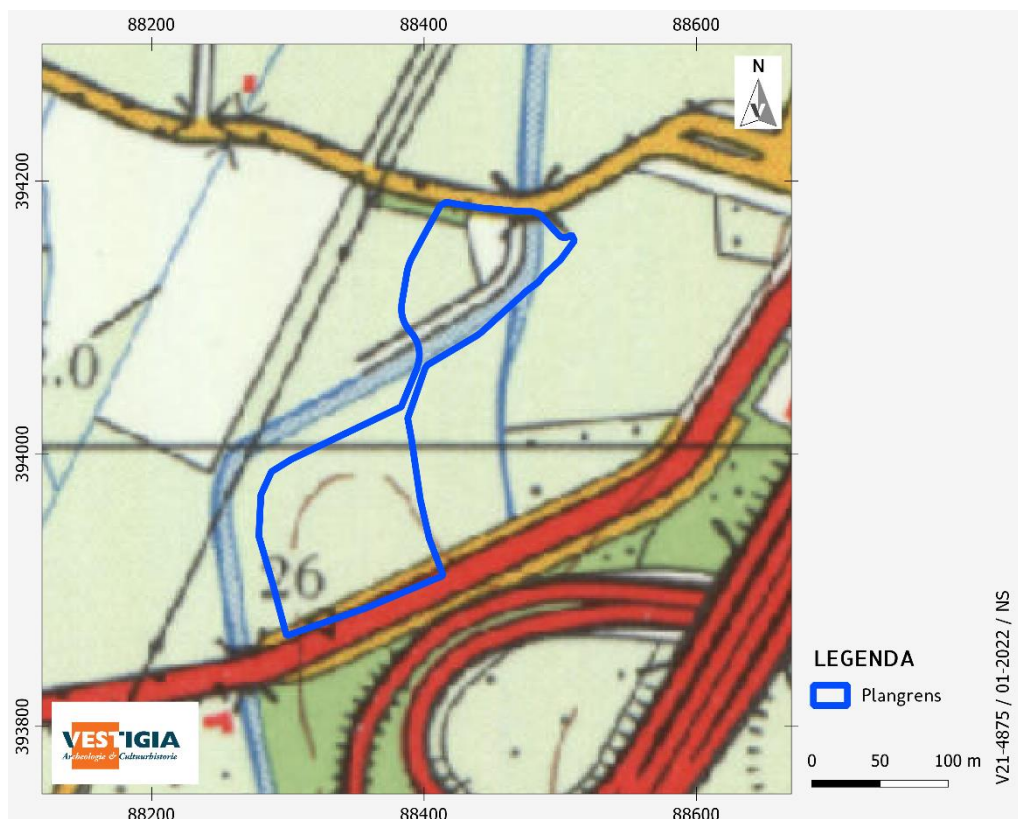 88200 88400 88600
N
394200
2.0
394000
26
393800
LEGENDA
Plangrens
0 50 100 m
VESTIGIA
Archeologie & Cultuurhistorie
V21-4875 / 01-2022 / NS
88200 88400 88600